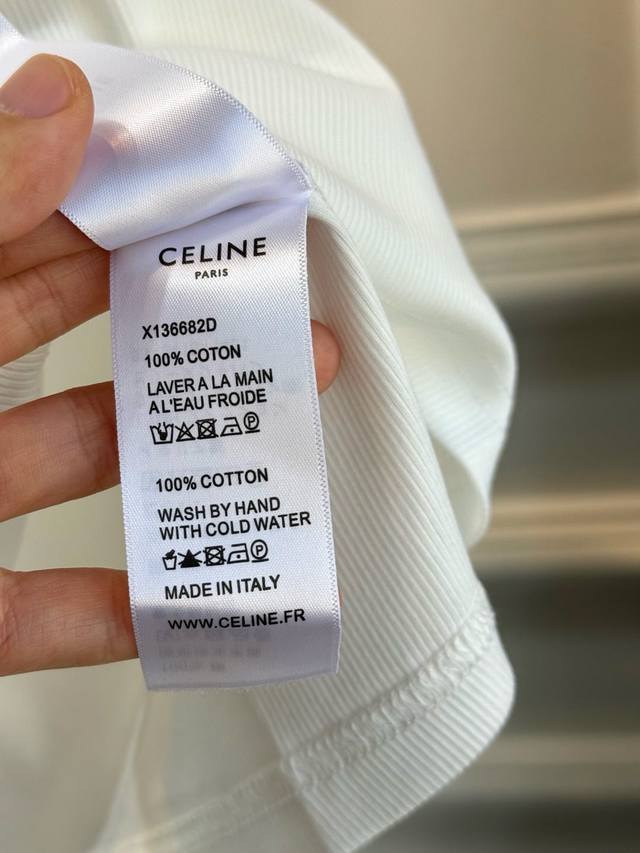 CELINE
PARIS
X136682D
100% COTON
LAVER A LA MAIN
A L'EAU FROIDE
100% COTTON
WASH BY HAND
WITH COLD WATER
MADE IN ITALY
WWW.CELINE.FR